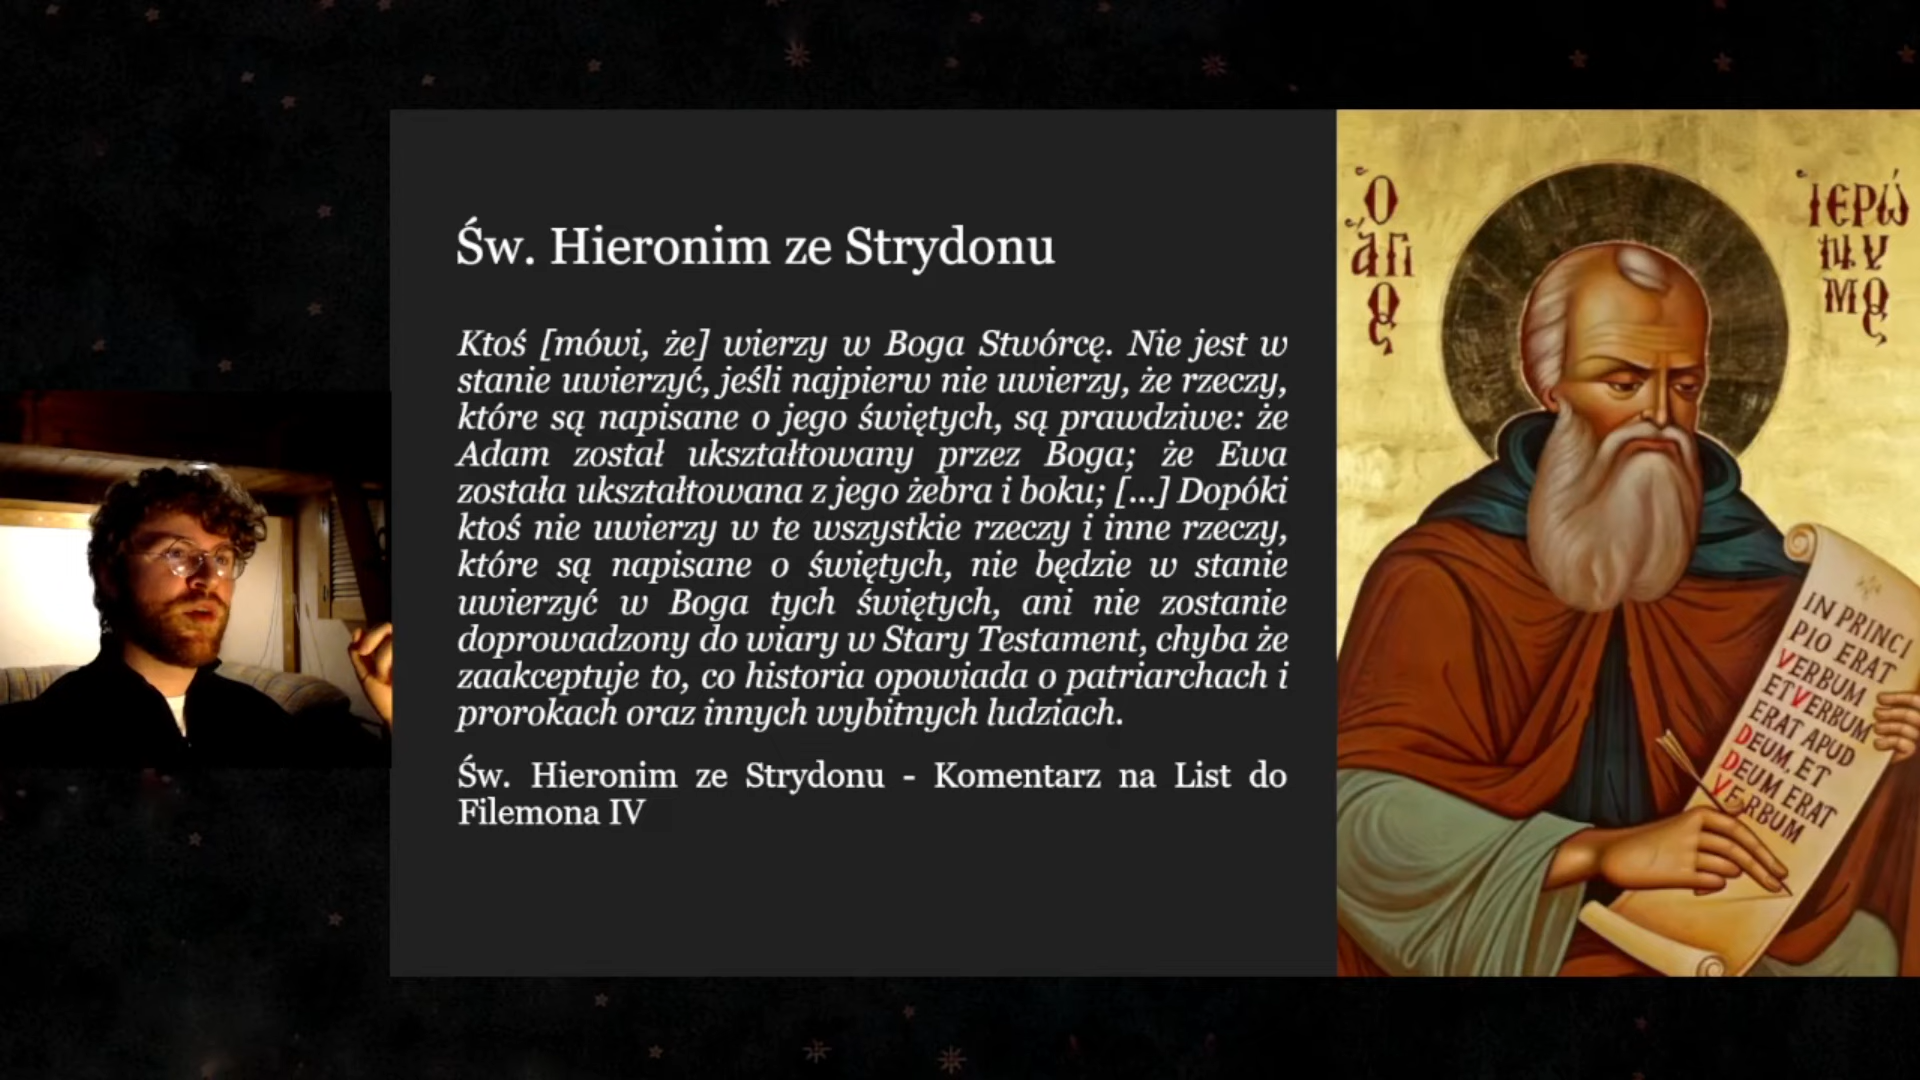 Św. Hieronim ze Strydonu
Ktoś [mówi, że] wierzy w Boga Stwórcę. Nie jest w
stanie uwierzyć, jeśli najpierw nie uwierzy, że rzeczy,
które są napisane o jego świętych, są prawdziwe: że
Adam został ukształtowany przez Boga; że Ewa
została ukształtowana z jego żebra i boku; [...] Dopóki
ktoś nie uwierzy w te wszystkie rzeczy i inne rzeczy,
które są napisane o świętych, nie będzie w stanie
uwierzyć w Boga tych świętych, ani nie zostanie
doprowadzony do wiary w Stary Testament, chyba że
zaakceptuje to, co historia opowiada o patriarchach i
prorokach oraz innych wybitnych ludziach.
Św. Hieronim ze Strydonu - Komentarz na List do
Filemona IV
IN PRINCI
PIO ERAT
VERBUM
ET VERBUM
ERAT APUD
DEUM, ET
DEUM ERAT
VERBUM